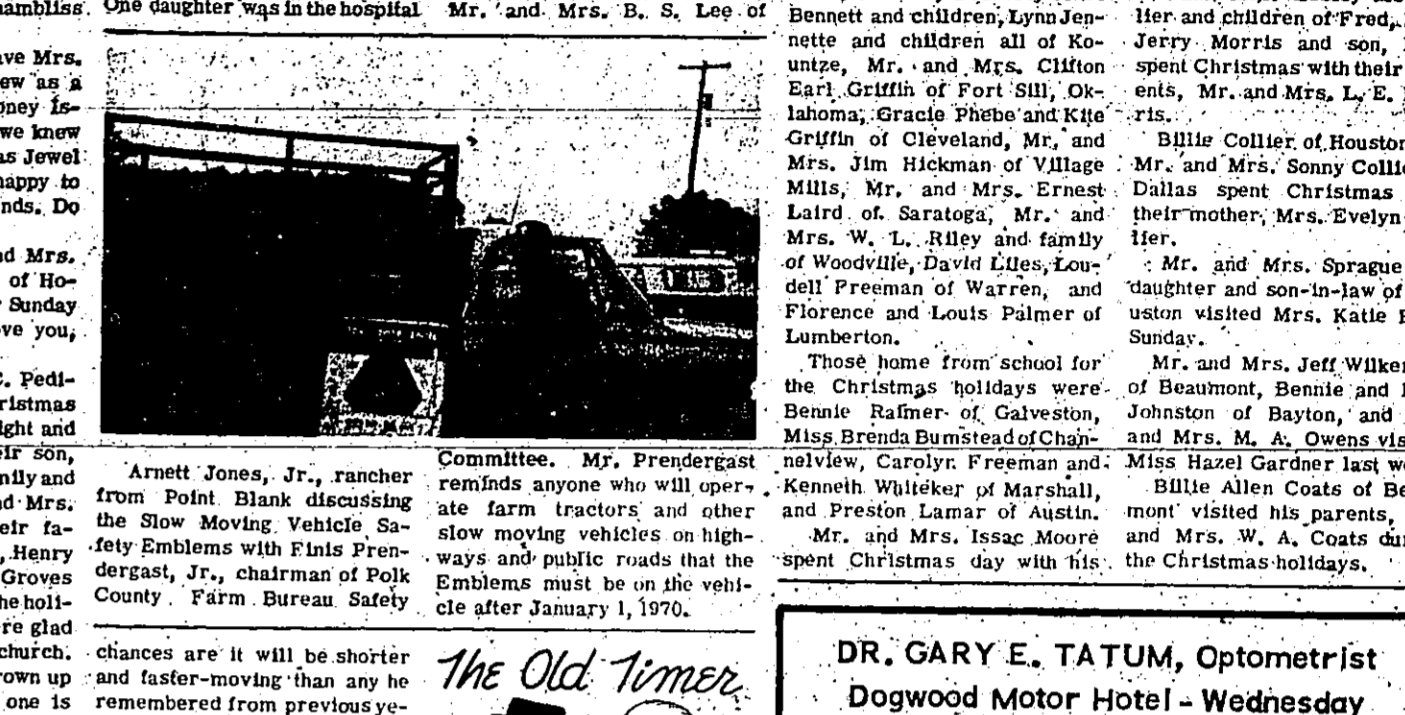 hambliss.
ave Mrs.
ew as a
oney is-
we knew
as Jewel
happy to
nds. Do
nd Mrs.
of Ho-
Sunday
ove you,
C. Pedi-
ristmas
ight and
eir son,
mily and
nd Mrs.
eir fa-
, Henry
Groves
he holi-
re glad
church.
rown up
one is
One daughter was in the hospital
Mr. and Mrs. B. S. Lee of
Arnett Jones, Jr., rancher
from Point Blank discussing
the Slow Moving Vehicle Sa-
fety Emblems with Finis Pren-
dergast, Jr., chairman of Polk
County Farm Bureau Safety
Committee. Mr. Prendergast
reminds anyone who will oper-
ate farm tractors and other
slow moving vehicles on high-
ways and public roads that the
Emblems must be on the vehi-
cle after January 1, 1970.
chances are it will be shorter
and faster-moving than any he
remembered from previous ye-
The Old Timer
Bennett and children, Lynn Jen-
nette and children all of Ko-
untze, Mr. and Mrs. Clifton
Earl Griffin of Fort Sill, Ok-
lahoma, Gracie Phebe and Kite
Griffin of Cleveland, Mr. and
Mrs. Jim Hickman of Village
Mills, Mr. and Mrs. Ernest
Laird of Saratoga, Mr. and
Mrs. W. L. Riley and family
of Woodville, David Liles, Lou-
dell Freeman of Warren, and
Florence and Louis Palmer of
Lumberton.
Those home from school for
the Christmas holidays were
Bennie Rafmer of Galveston,
Miss Brenda Bumstead of Chan-
nelview, Carolyn Freeman and
Kenneth Whiteker of Marshall,
and Preston Lamar of Austin.
Mr. and Mrs. Issac Moore
spent Christmas day with his
lier and children of Fred,
Jerry Morris and son,
spent Christmas with their
ents, Mr. and Mrs. L. E.
ris.
Billie Collier of Houston
Mr. and Mrs. Sonny Collie
Dallas spent Christmas
their mother, Mrs. Evelyn
lier.
Mr. and Mrs. Sprague
daughter and son-in-law of
uston visited Mrs. Katie
Sunday.
Mr. and Mrs. Jeff Wilker
of Beaumont, Bennie and
Johnston of Bayton, and
and Mrs. M. A. Owens vis
Miss Hazel Gardner last we
Billie Allen Coats of Be
mont visited his parents,
and Mrs. W. A. Coats du
the Christmas holidays.
DR. GARY E. TATUM, Optometrist
Dogwood Motor Hotel - Wednesday